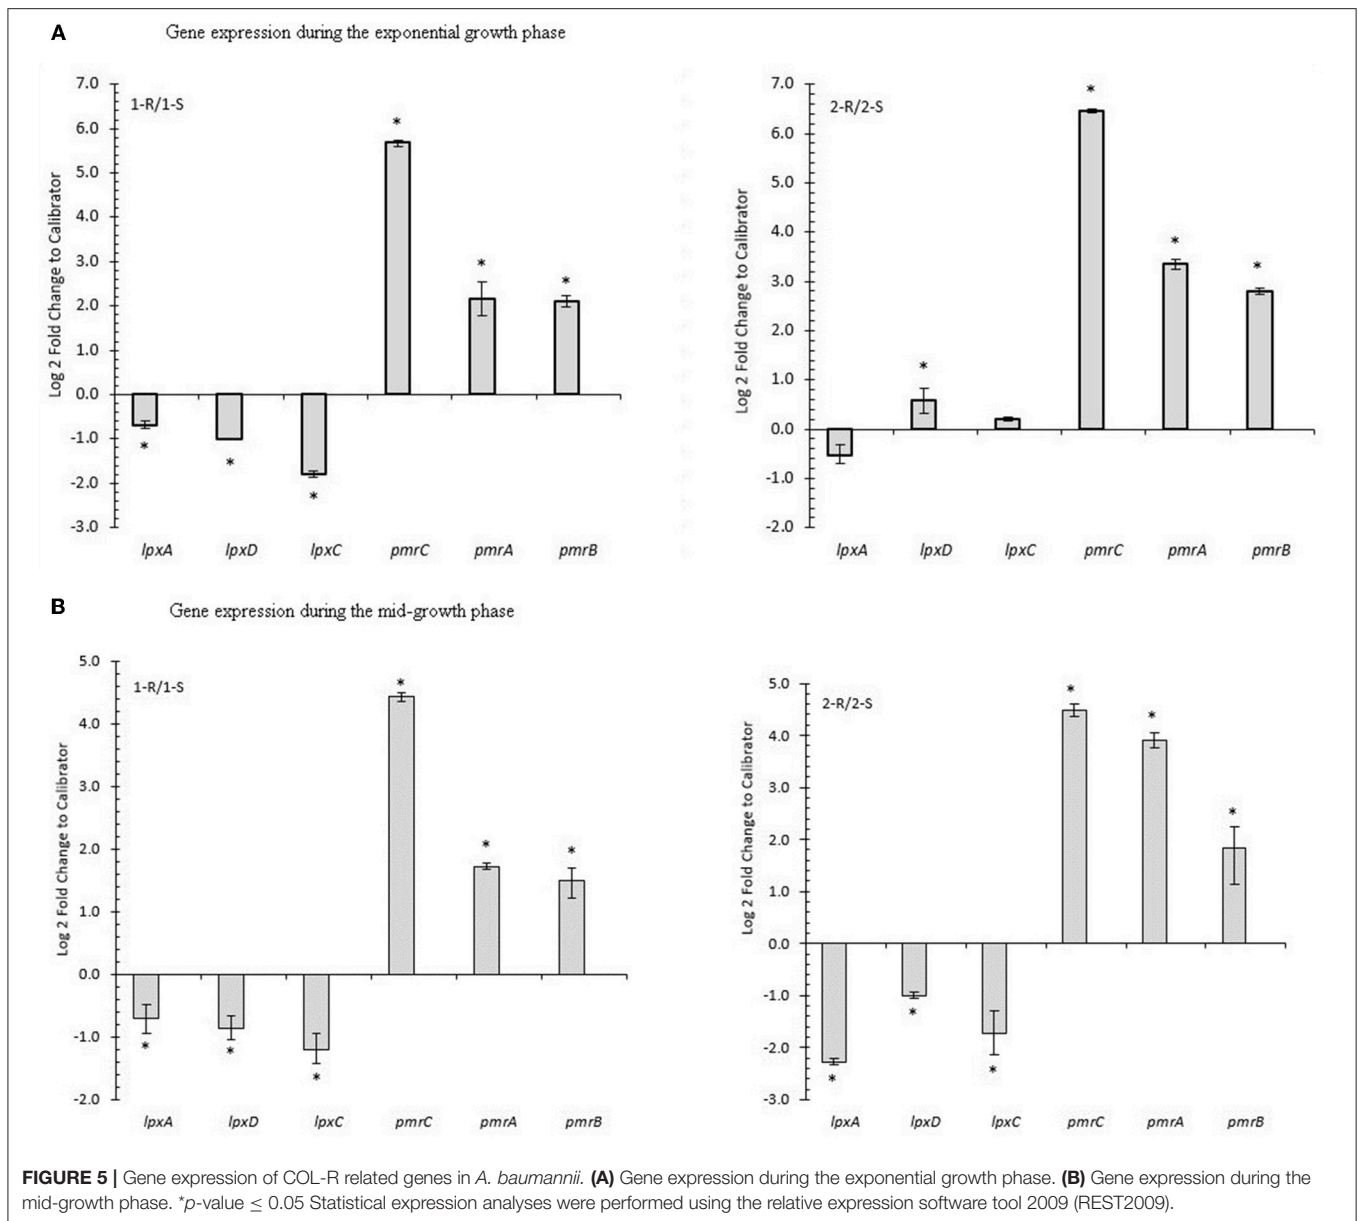 A
Gene expression during the exponential growth phase
1-R/1-S
Log 2 Fold Change to Calibrator
7.0
6.0
5.0
4.0
3.0
2.0
1.0
0.0
-1.0
-2.0
-3.0
* * * * * *
lpxA lpxD lpxC pmrC pmrA pmrB
2-R/2-S
Log 2 Fold Change to Calibrator
7.0
6.0
5.0
4.0
3.0
2.0
1.0
0.0
-1.0
-2.0
* * * *
lpxA lpxD lpxC pmrC pmrA pmrB
B
Gene expression during the mid-growth phase
1-R/1-S
Log 2 Fold Change to Calibrator
5.0
4.0
3.0
2.0
1.0
0.0
-1.0
-2.0
* * * * * *
lpxA lpxD lpxC pmrC pmrA pmrB
2-R/2-S
Log 2 Fold Change to Calibrator
5.0
4.0
3.0
2.0
1.0
0.0
-1.0
-2.0
-3.0
* * * * * *
lpxA lpxD lpxC pmrC pmrA pmrB
FIGURE 5 | Gene expression of COL-R related genes in A. baumannii. (A) Gene expression during the exponential growth phase. (B) Gene expression during the
mid-growth phase. *p-value ≤ 0.05 Statistical expression analyses were performed using the relative expression software tool 2009 (REST2009).